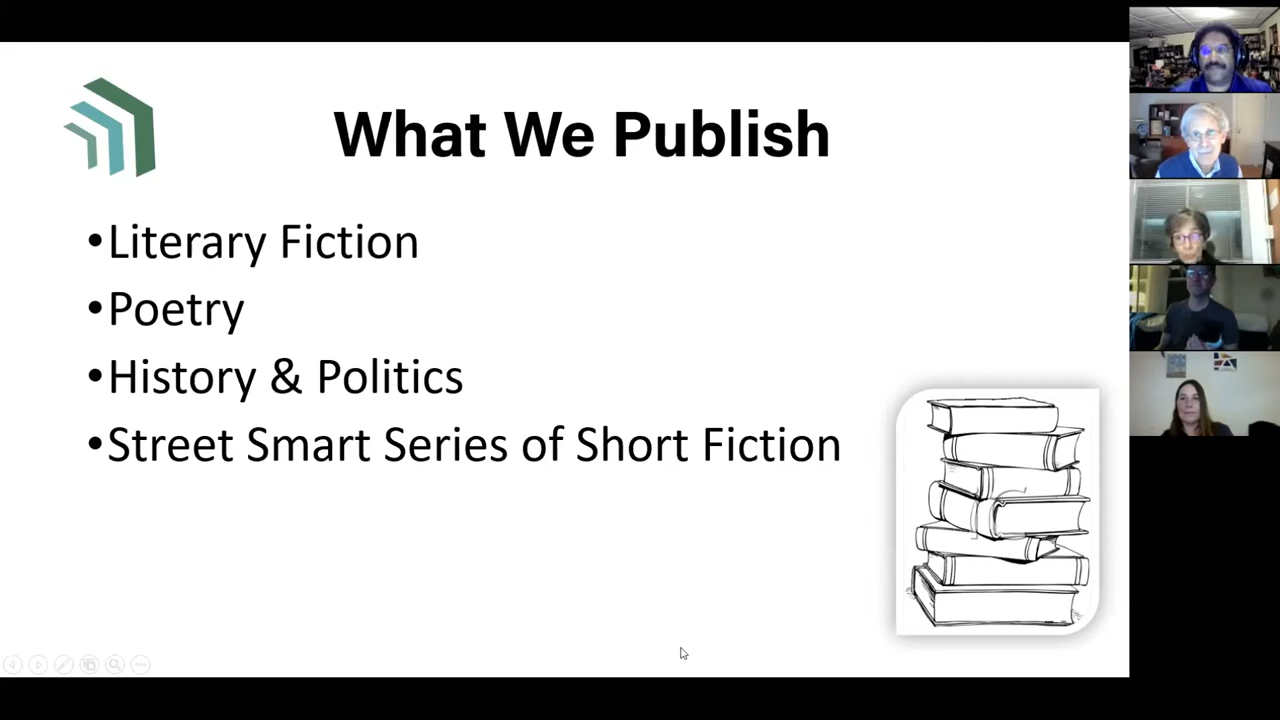 What We Publish
•Literary Fiction
•Poetry
•History & Politics
•Street Smart Series of Short Fiction